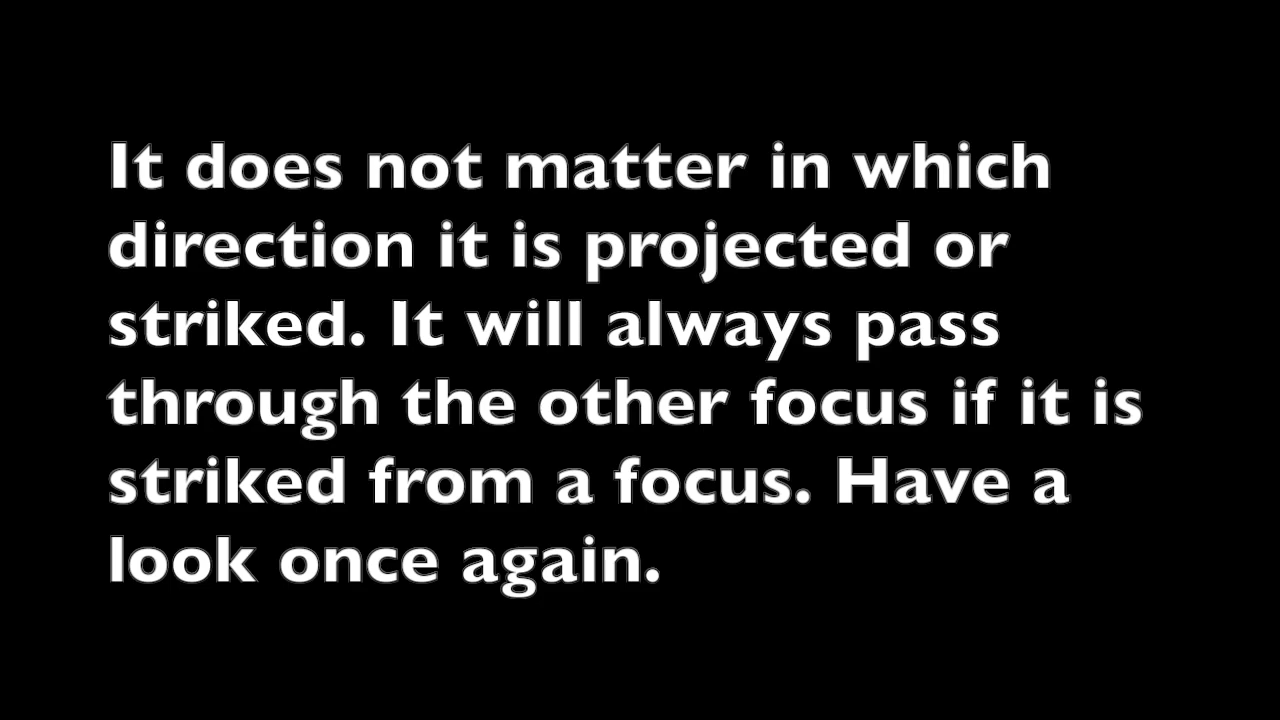 It does not matter in which
direction it is projected or
striked. It will always pass
through the other focus if it is
striked from a focus. Have a
look once again.